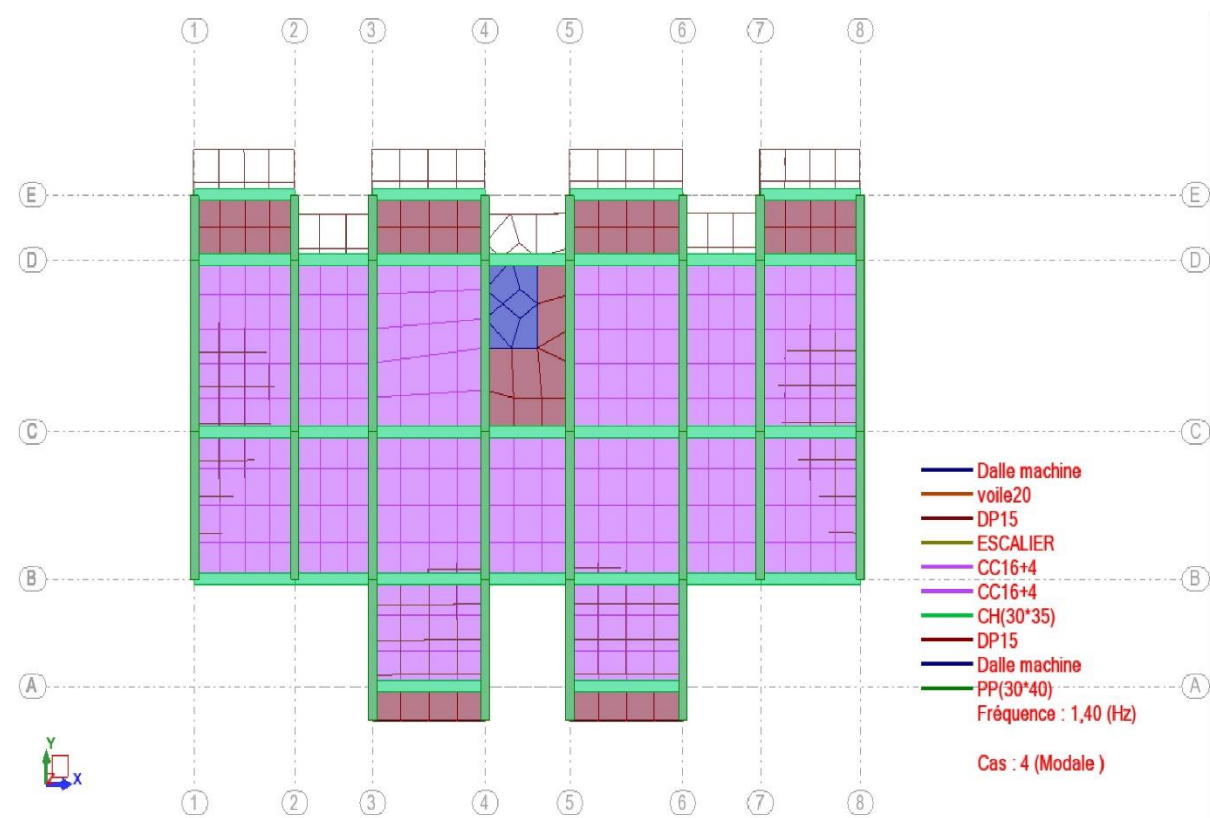 1 2 3 4 5 6 7 8
E E
D D
C C
Dalle machine
voile20
DP15
ESCALIER
CC16+4
B B
CC16+4
CH(30*35)
DP15
Dalle machine
A A
PP(30*40)
Fréquence : 1,40 (Hz)
Cas : 4 (Modale )
Y
Z X
1 2 3 4 5 6 7 8